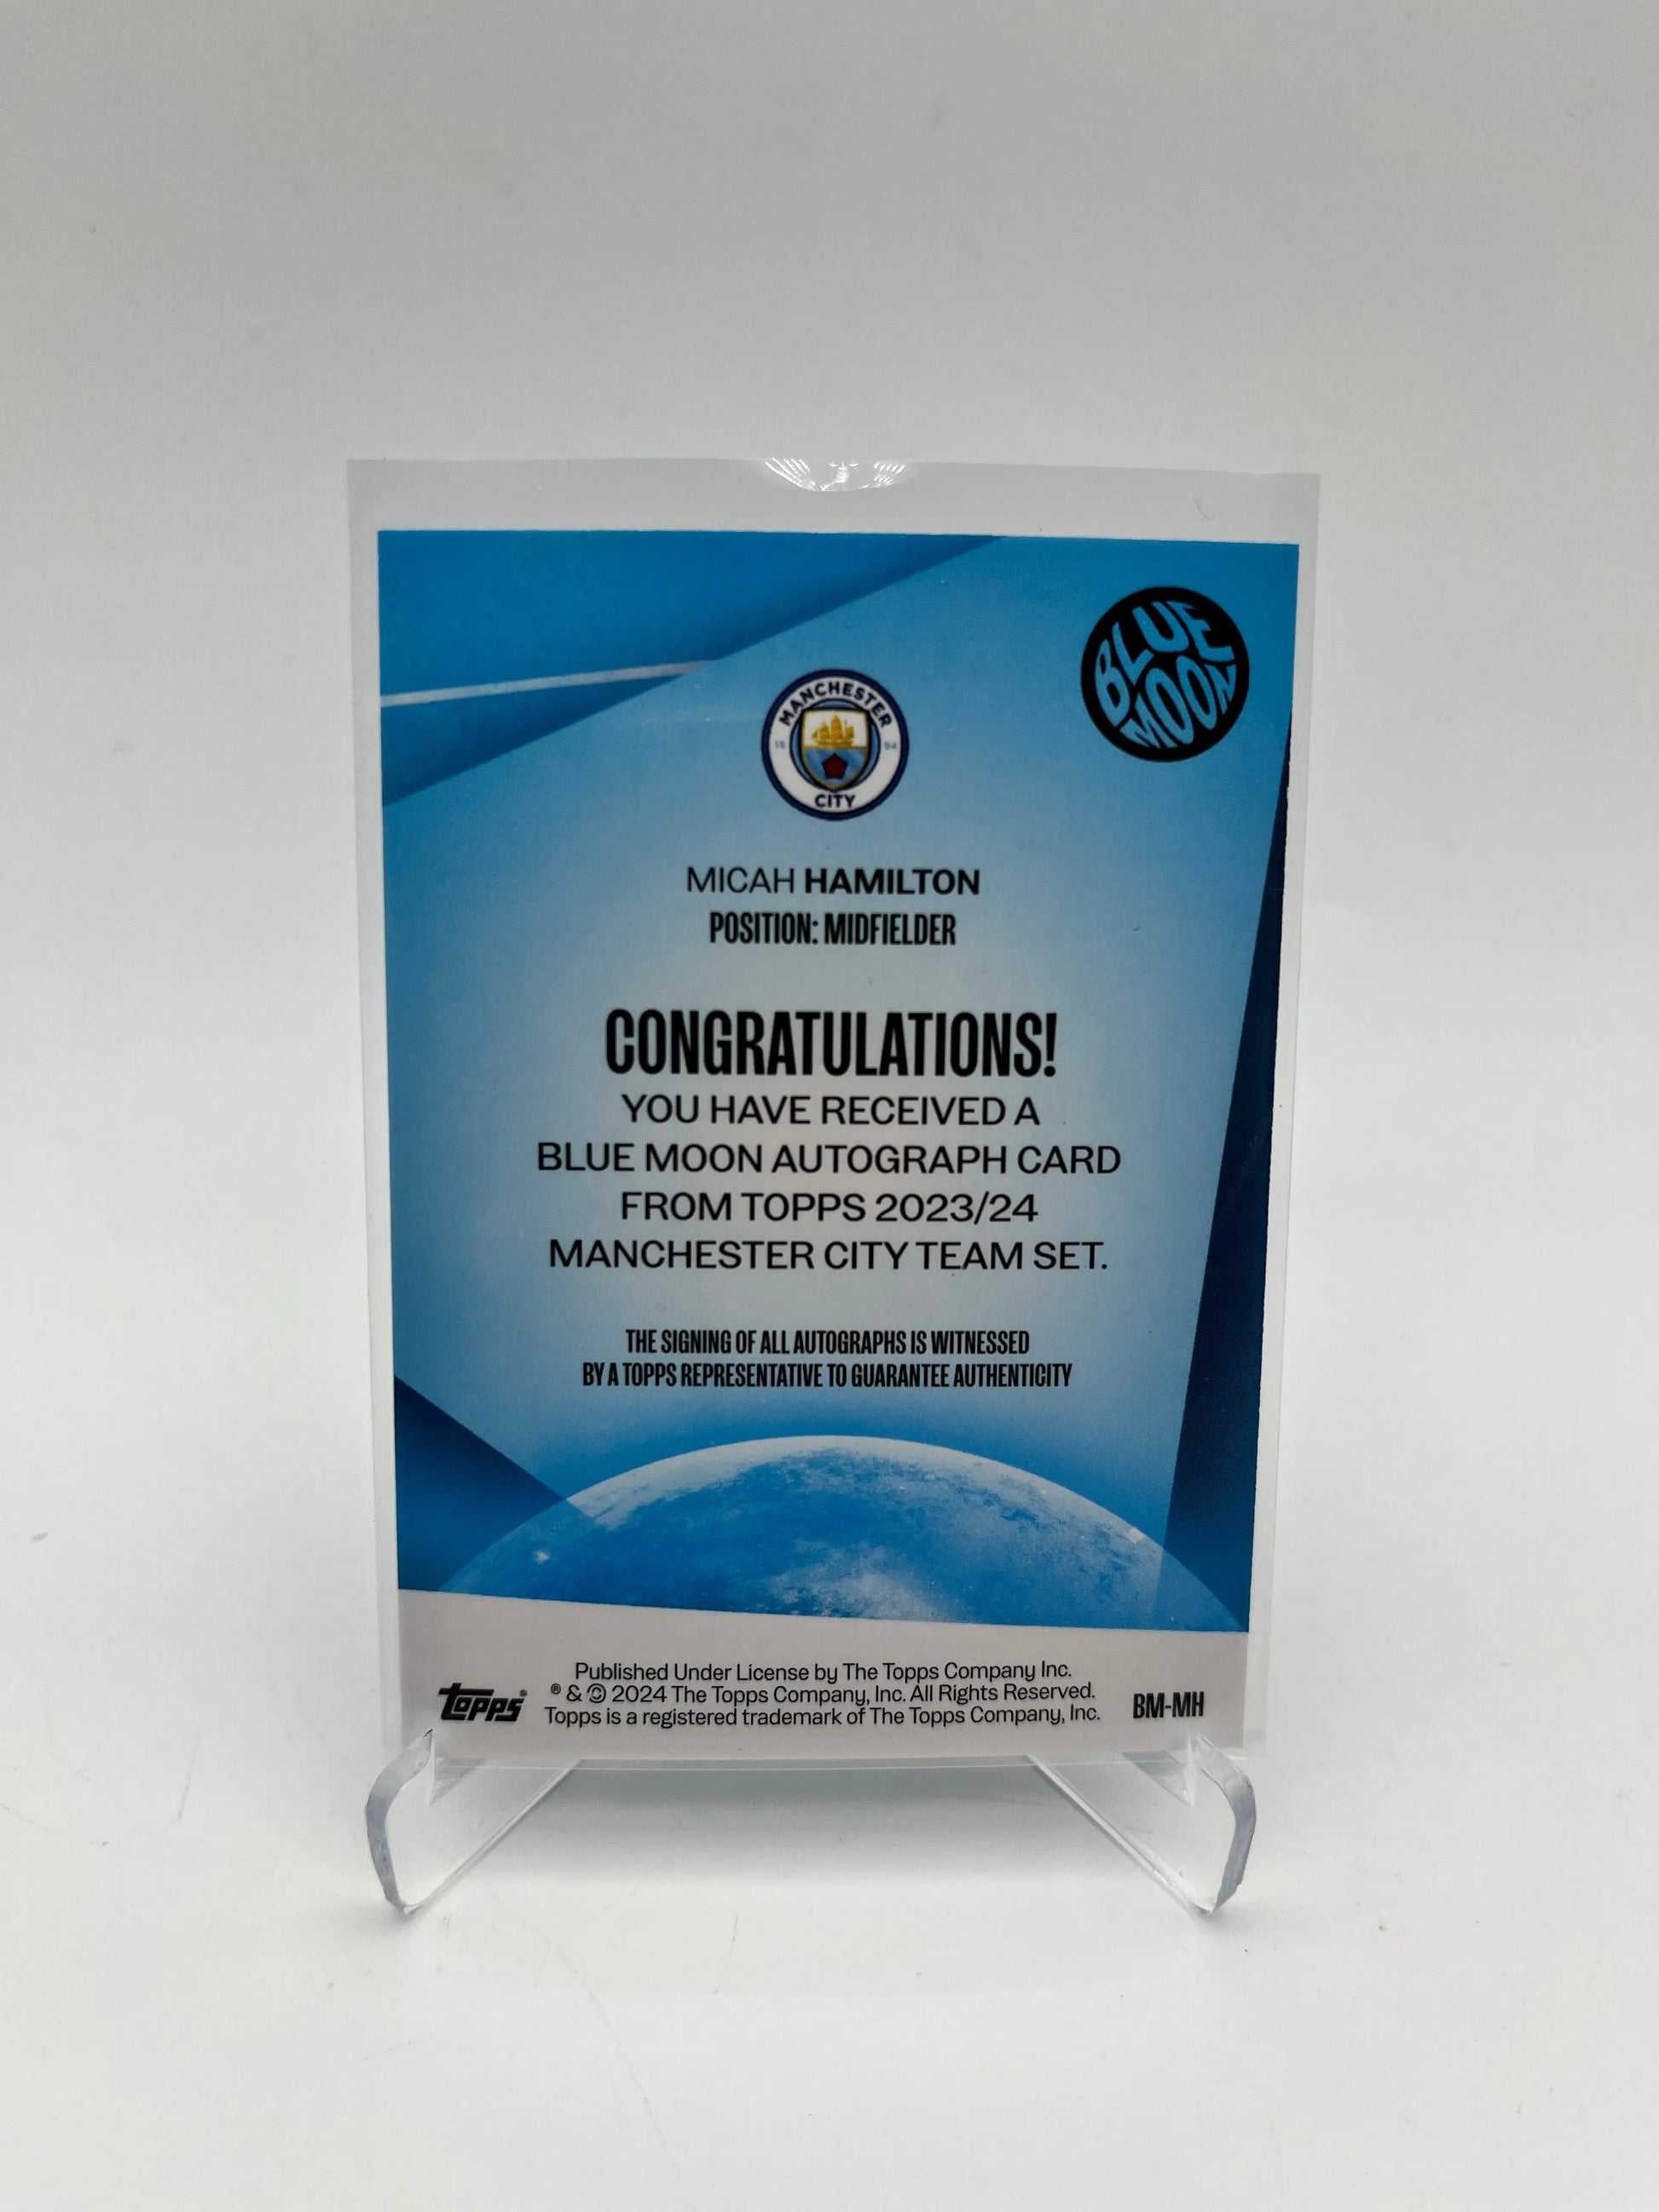 BLUE
MOON
MANCHESTER
18 94
CITY
MICAH HAMILTON
POSITION: MIDFIELDER
CONGRATULATIONS!
YOU HAVE RECEIVED A
BLUE MOON AUTOGRAPH CARD
FROM TOPPS 2023/24
MANCHESTER CITY TEAM SET.
THE SIGNING OF ALL AUTOGRAPHS IS WITNESSED
BY A TOPPS REPRESENTATIVE TO GUARANTEE AUTHENTICITY
topps®
Published Under License by The Topps Company Inc.
® & © 2024 The Topps Company, Inc. All Rights Reserved.
Topps is a registered trademark of The Topps Company, Inc.
BM-MH